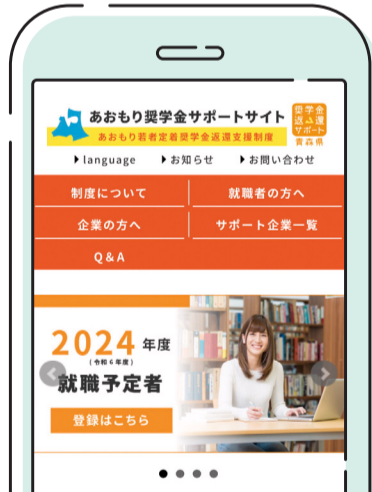 あおもり奨学金サポートサイト
あおもり若者定着奨学金返還支援制度
奨学金
返還
サポート
青森県
language
お知らせ
お問い合わせ
制度について
就職者の方へ
企業の方へ
サポート企業一覧
Q&A
2024年度
(令和6年度)
就職予定者
登録はこちら